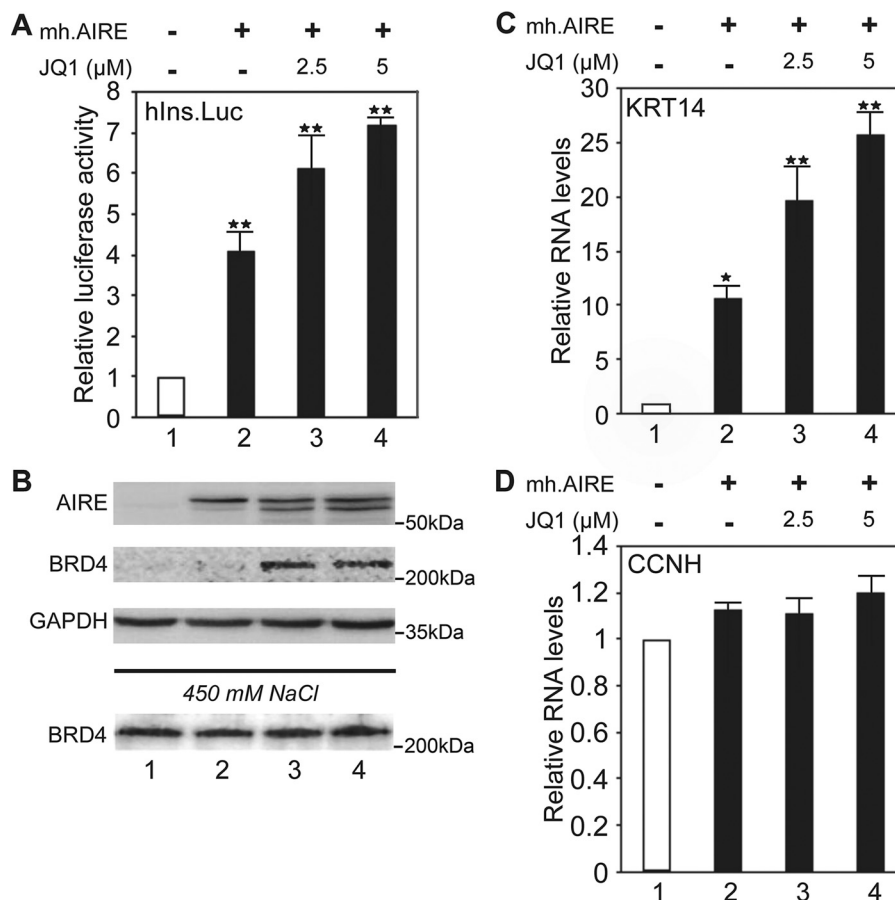 A mh.AIRE - + + +
JQ1 (µM) - - 2.5 5
hIns.Luc
★★ ★★ ★★
Relative luciferase activity
8
7
6
5
4
3
2
1
0
1 2 3 4
B
AIRE
-50kDa
BRD4
-200kDa
GAPDH
-35kDa
450 mM NaCl
BRD4
-200kDa
1 2 3 4
C mh.AIRE - + + +
JQ1 (µM) - - 2.5 5
KRT14
★ ★★ ★★
Relative RNA levels
30
25
20
15
10
5
0
1 2 3 4
D mh.AIRE - + + +
JQ1 (µM) - - 2.5 5
CCNH
Relative RNA levels
1.4
1.2
1
0.8
0.6
0.4
0.2
0
1 2 3 4